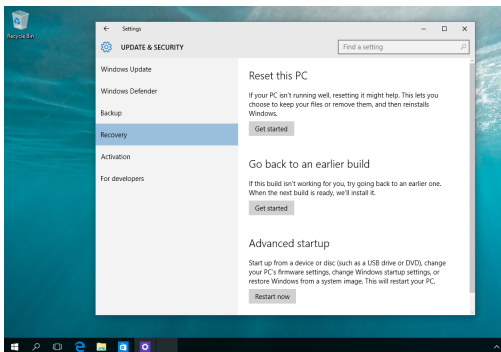 Recycle Bin
Settings
UPDATE & SECURITY
Find a setting
Windows Update
Windows Defender
Backup
Recovery
Activation
For developers
Reset this PC
If your PC isn't running well, resetting it might help. This lets you
choose to keep your files or remove them, and then reinstalls
Windows.
Get started
Go back to an earlier build
If this build isn't working for you, try going back to an earlier one.
When the next build is ready, we'll install it.
Get started
Advanced startup
Start up from a device or disc (such as a USB drive or DVD), change
your PC's firmware settings, change Windows startup settings, or
restore Windows from a system image. This will restart your PC.
Restart now